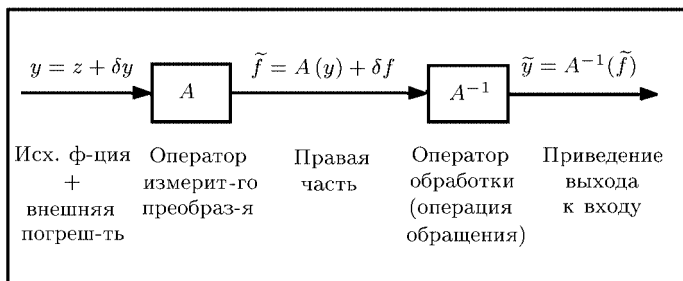 y = z + δy
A
f̃ = A (y) + δf
A⁻¹
ỹ = A⁻¹(f̃)
Исх. ф-ция
+
внешняя
погреш-ть
Оператор
измерит-го
преобраз-я
Правая
часть
Оператор
обработки
(операция
обращения)
Приведение
выхода
к входу